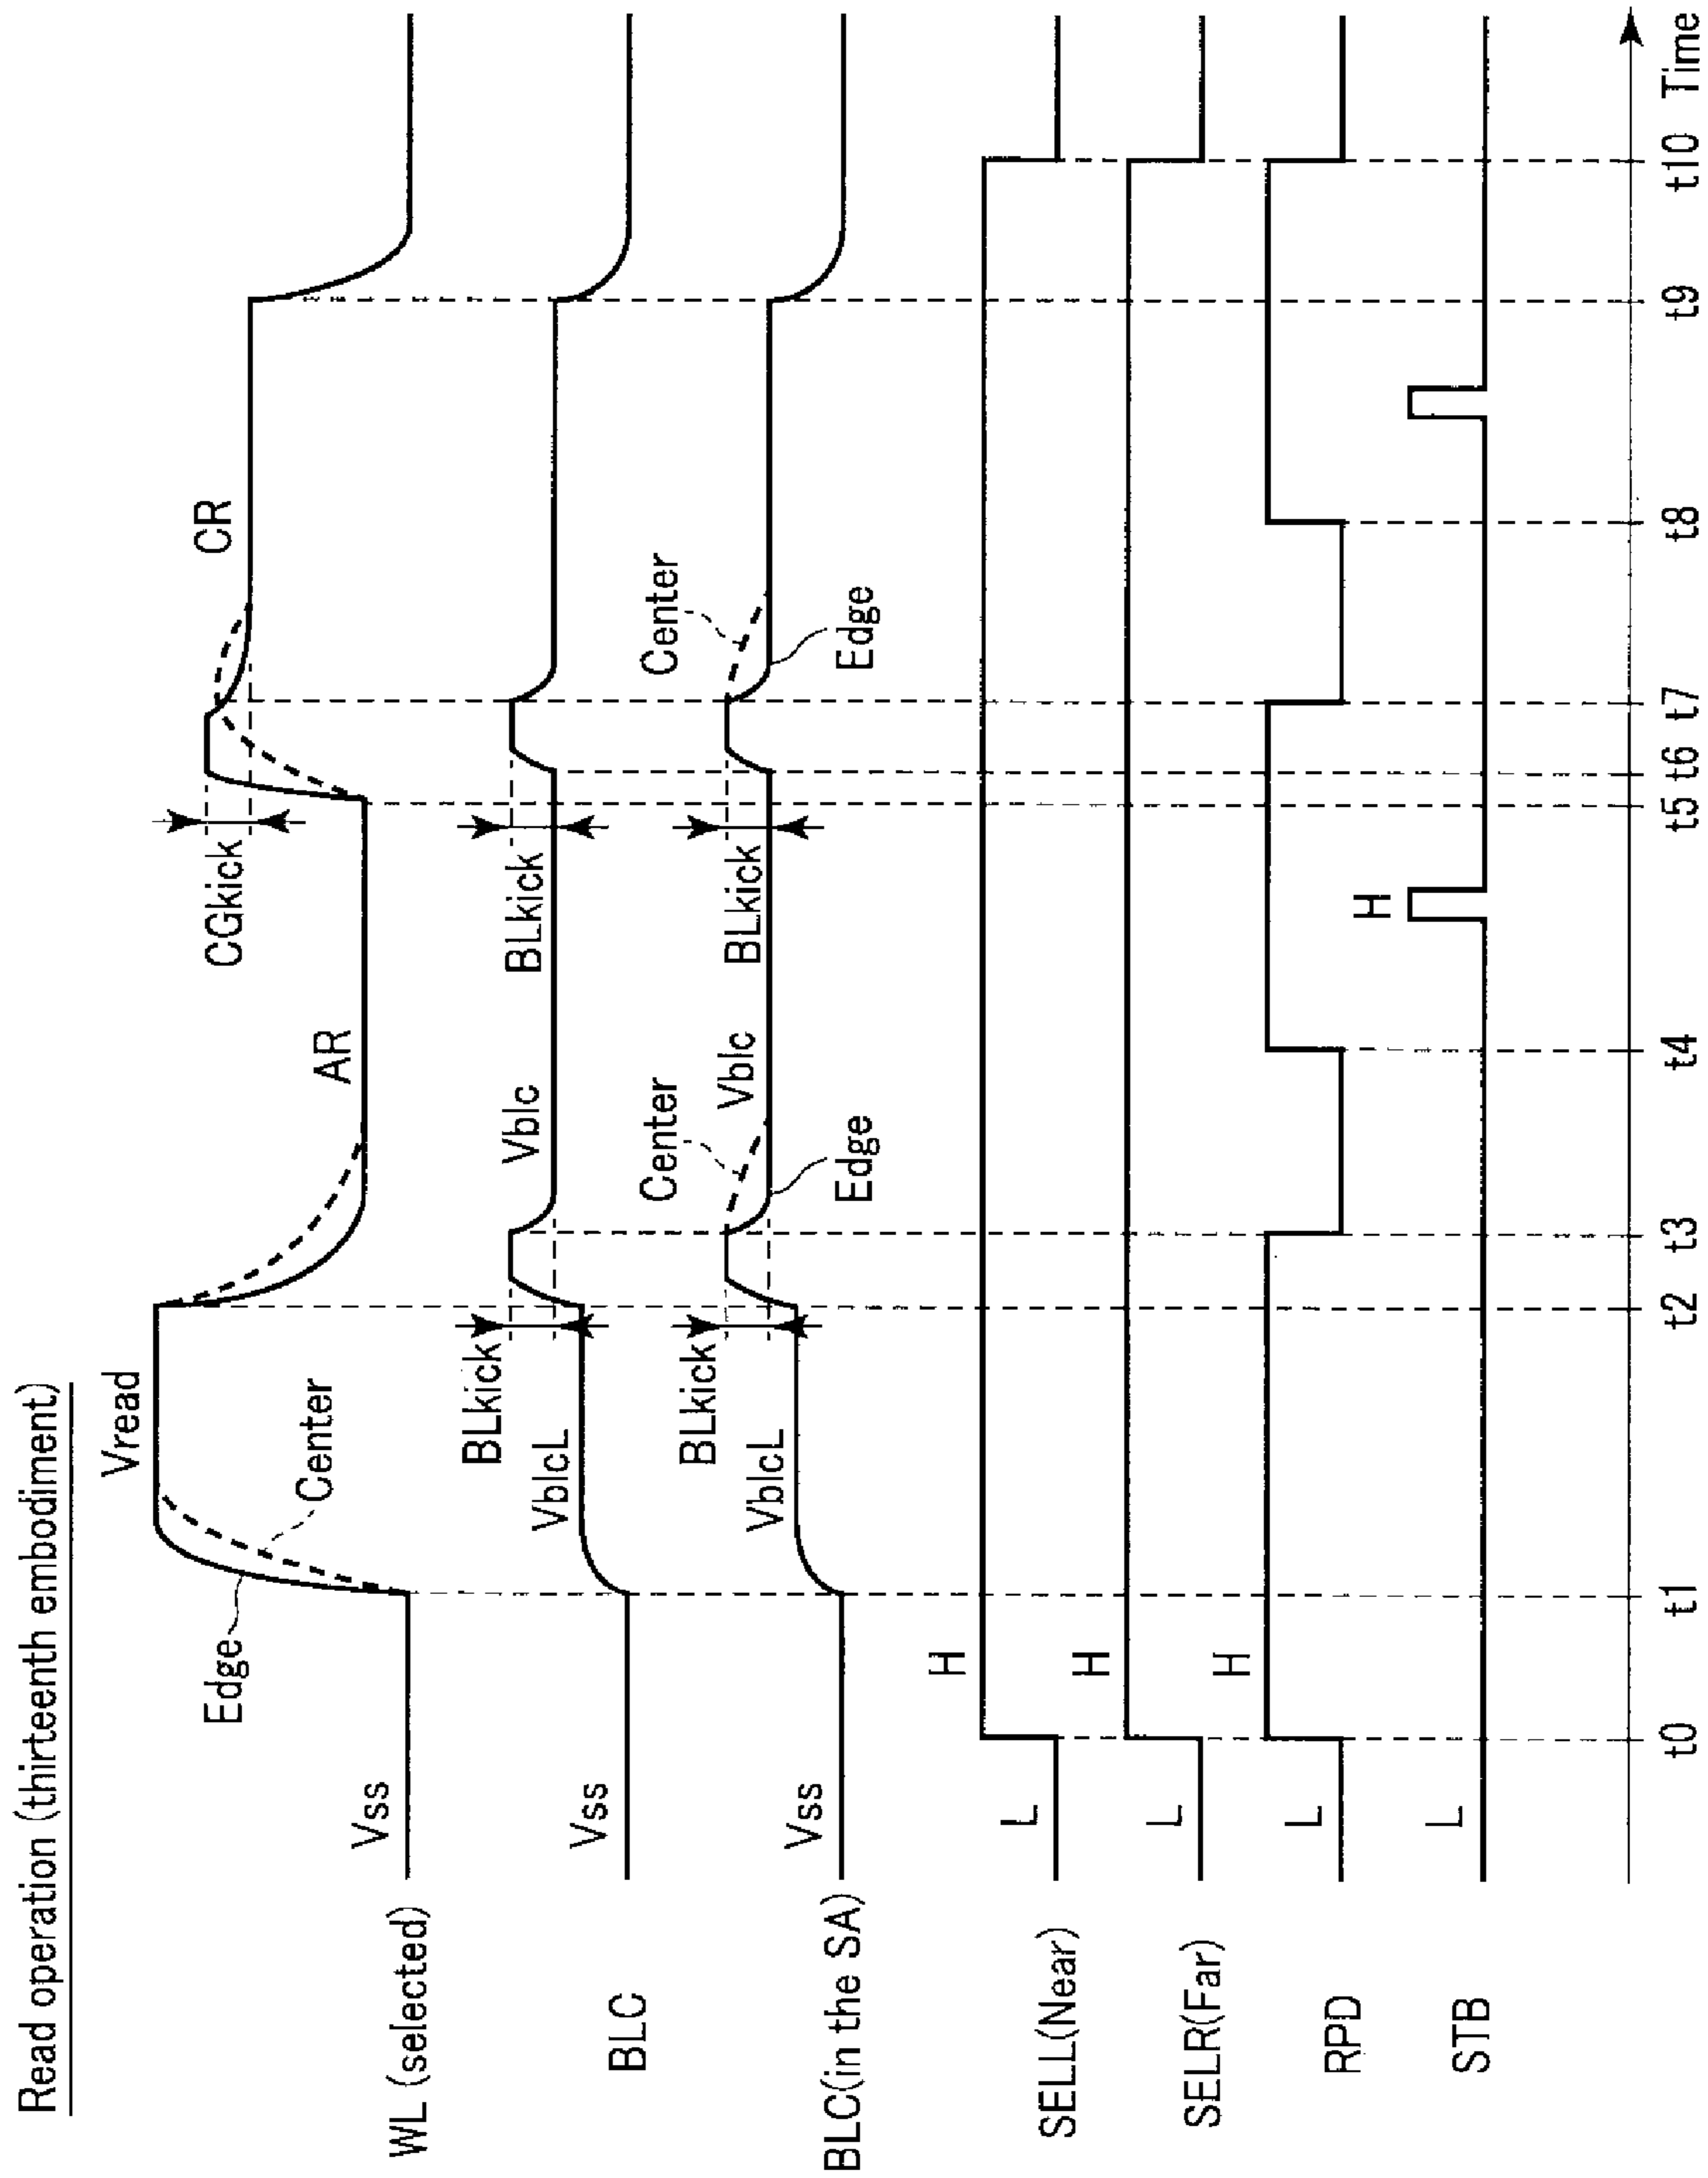 Read operation (thirteenth embodiment)
WL (selected)
Vss
Edge
Center
Vread
AR
CGkick
CR
BLC
Vss
VblcL
BLkick
Vblc
BLkick
BLC(in the SA)
Vss
VblcL
BLkick
Center
Vblc
Edge
BLkick
Center
Edge
SELL(Near)
L
H
SELR(Far)
L
H
RPD
L
H
STB
L
H
t0
t1
t2
t3
t4
t5
t6
t7
t8
t9
t10
Time